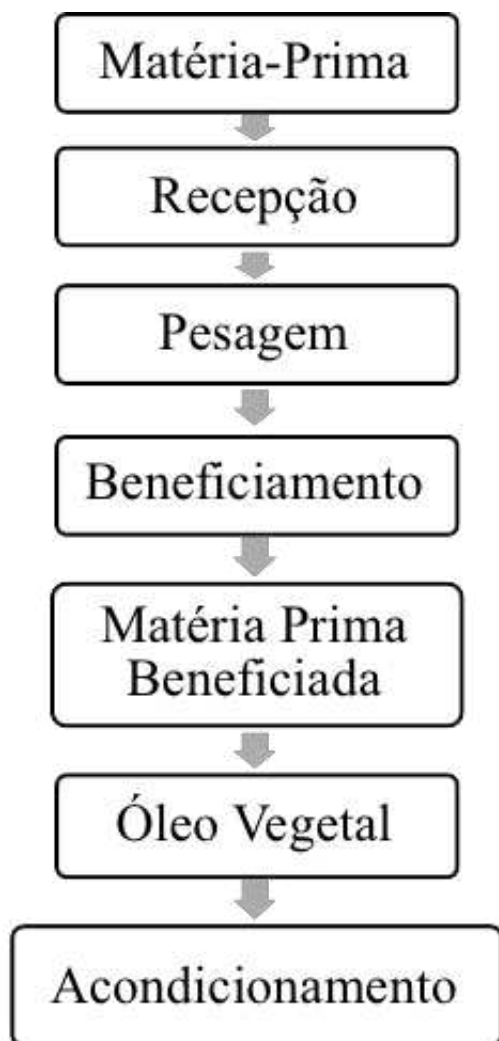 Matéria-Prima
Recepção
Pesagem
Beneficiamento
Matéria Prima
Beneficiada
Óleo Vegetal
Acondicionamento